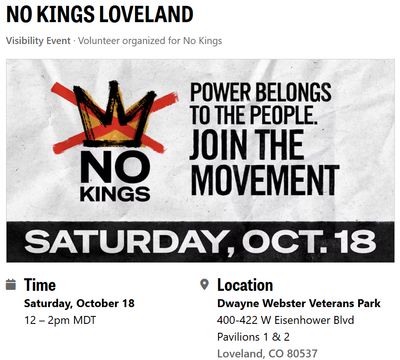 NO KINGS LOVELAND
Visibility Event · Volunteer organized for No Kings
NO
KINGS
POWER BELONGS
TO THE PEOPLE.
JOIN THE
MOVEMENT
SATURDAY, OCT. 18
Time
Saturday, October 18
12 – 2pm MDT
Location
Dwayne Webster Veterans Park
400-422 W Eisenhower Blvd
Pavilions 1 & 2
Loveland, CO 80537